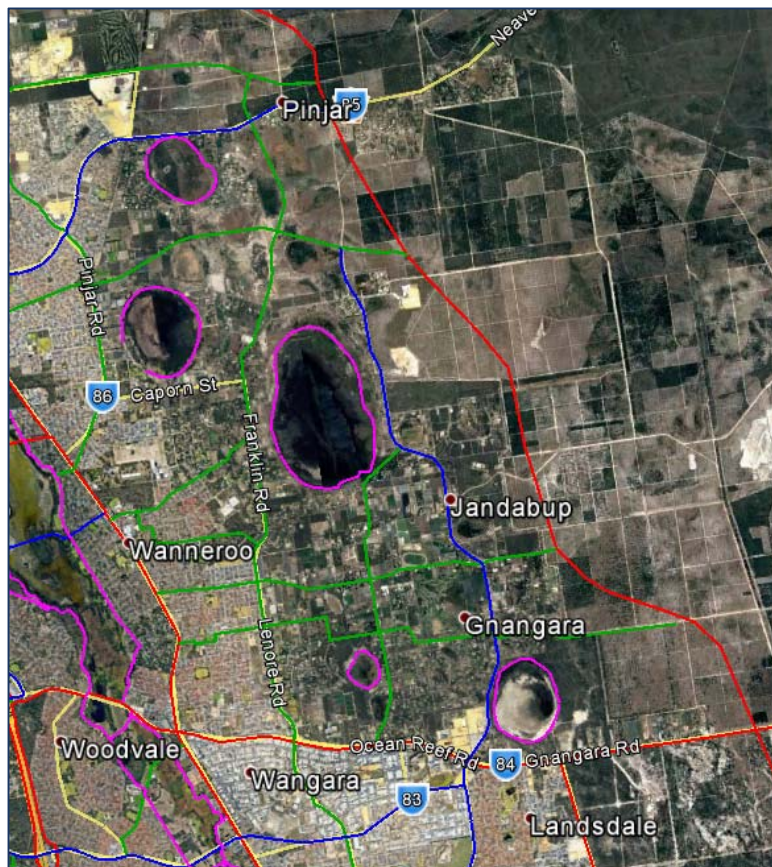 Neave
Pinjar
85
Pinjar Rd
86
Caporn St
Franklin Rd
Jandabup
Wanneroo
Gnangara
Lenore Rd
Woodvale
Ocean Reef Rd
84
Gnangara Rd
Wangara
83
Landsdale